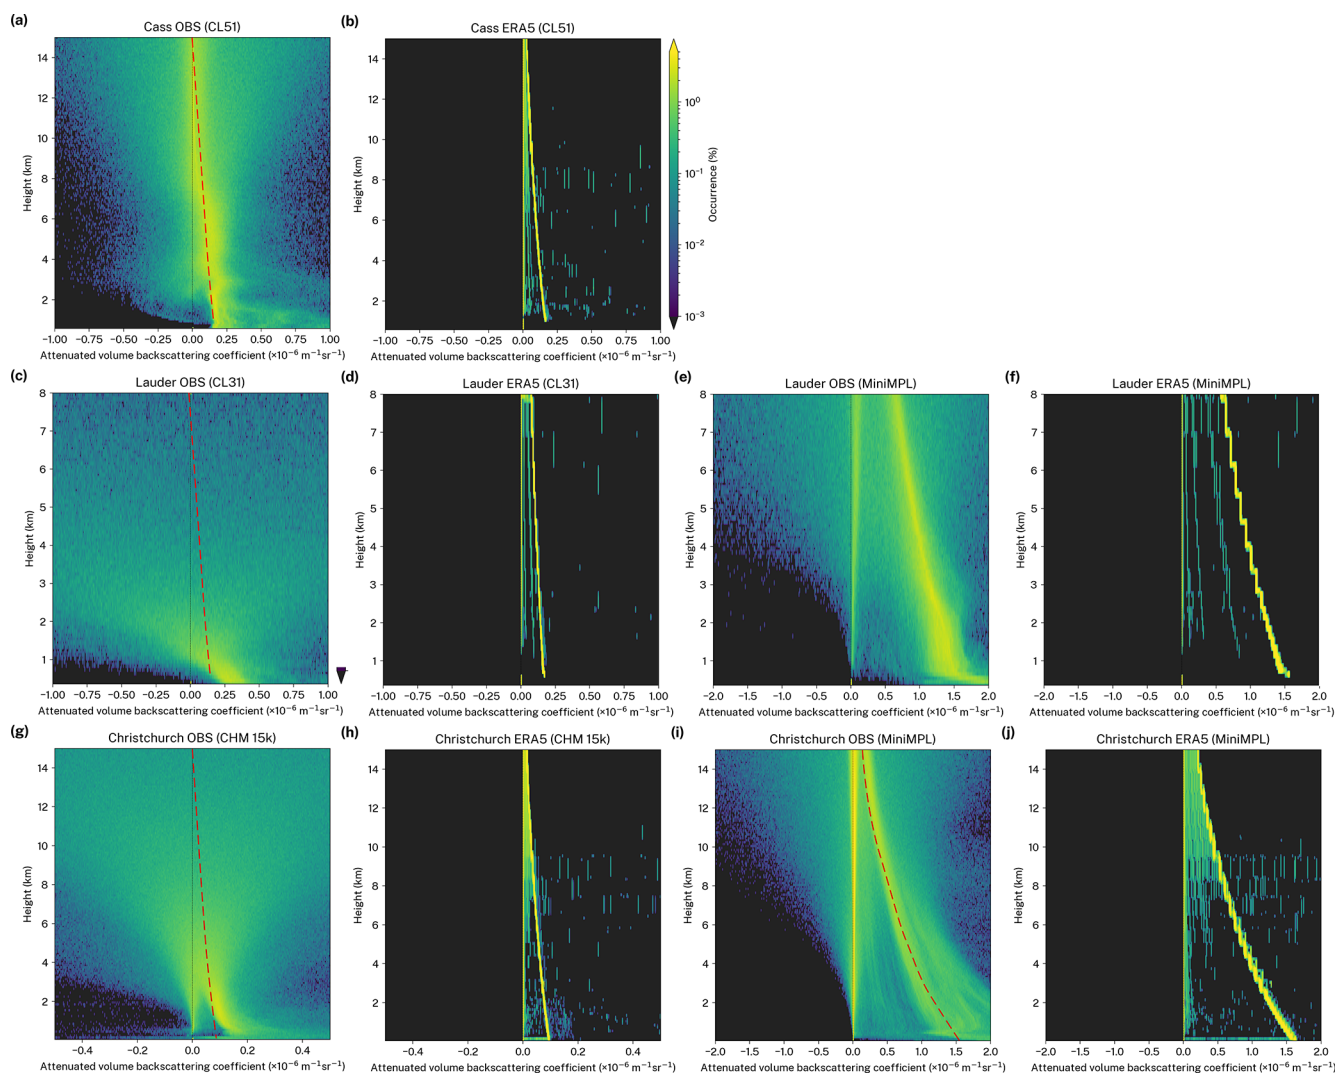 (a)
Cass OBS (CL51)
Height (km)
14
12
10
8
6
4
2
−1.00 −0.75 −0.50 −0.25 0.00 0.25 0.50 0.75 1.00
Attenuated volume backscattering coefficient (×10⁻⁶ m⁻¹sr⁻¹)
(b)
Cass ERA5 (CL51)
Height (km)
14
12
10
8
6
4
2
−1.00 −0.75 −0.50 −0.25 0.00 0.25 0.50 0.75 1.00
Attenuated volume backscattering coefficient (×10⁻⁶ m⁻¹sr⁻¹)
10⁰
10⁻¹
10⁻²
10⁻³
Occurrence (%)
(c)
Lauder OBS (CL31)
Height (km)
8
7
6
5
4
3
2
1
−1.00 −0.75 −0.50 −0.25 0.00 0.25 0.50 0.75 1.00
Attenuated volume backscattering coefficient (×10⁻⁶ m⁻¹sr⁻¹)
(d)
Lauder ERA5 (CL31)
Height (km)
8
7
6
5
4
3
2
1
−1.00 −0.75 −0.50 −0.25 0.00 0.25 0.50 0.75 1.00
Attenuated volume backscattering coefficient (×10⁻⁶ m⁻¹sr⁻¹)
(e)
Lauder OBS (MiniMPL)
Height (km)
8
7
6
5
4
3
2
1
−2.0 −1.5 −1.0 −0.5 0.0 0.5 1.0 1.5 2.0
Attenuated volume backscattering coefficient (×10⁻⁶ m⁻¹sr⁻¹)
(f)
Lauder ERA5 (MiniMPL)
Height (km)
8
7
6
5
4
3
2
1
−2.0 −1.5 −1.0 −0.5 0.0 0.5 1.0 1.5 2.0
Attenuated volume backscattering coefficient (×10⁻⁶ m⁻¹sr⁻¹)
(g)
Christchurch OBS (CHM 15k)
Height (km)
14
12
10
8
6
4
2
−0.4 −0.2 0.0 0.2 0.4
Attenuated volume backscattering coefficient (×10⁻⁶ m⁻¹sr⁻¹)
(h)
Christchurch ERA5 (CHM 15k)
Height (km)
14
12
10
8
6
4
2
−0.4 −0.2 0.0 0.2 0.4
Attenuated volume backscattering coefficient (×10⁻⁶ m⁻¹sr⁻¹)
(i)
Christchurch OBS (MiniMPL)
Height (km)
14
12
10
8
6
4
2
−2.0 −1.5 −1.0 −0.5 0.0 0.5 1.0 1.5 2.0
Attenuated volume backscattering coefficient (×10⁻⁶ m⁻¹sr⁻¹)
(j)
Christchurch ERA5 (MiniMPL)
Height (km)
14
12
10
8
6
4
2
−2.0 −1.5 −1.0 −0.5 0.0 0.5 1.0 1.5 2.0
Attenuated volume backscattering coefficient (×10⁻⁶ m⁻¹sr⁻¹)